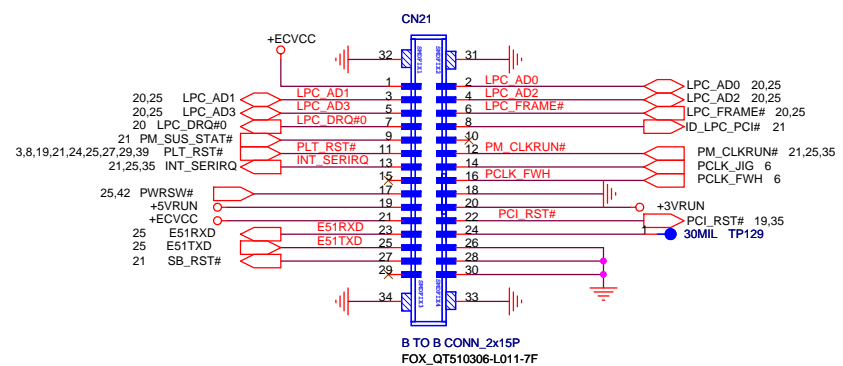 CN21
+ECVCC
32 SMDFIX1 SMDFIX2 31
1 2 LPC_AD0 LPC_AD0 20,25
20,25 LPC_AD1 LPC_AD1 3 4 LPC_AD2 LPC_AD2 20,25
20,25 LPC_AD3 LPC_AD3 5 6 LPC_FRAME# LPC_FRAME# 20,25
20 LPC_DRQ#0 LPC_DRQ#0 7 8 ID_LPC_PCI# 21
21 PM_SUS_STAT# 9 10
3,8,19,21,24,25,27,29,39 PLT_RST# PLT_RST# 11 12 PM_CLKRUN# PM_CLKRUN# 21,25,35
21,25,35 INT_SERIRQ INT_SERIRQ 13 14 PCLK_JIG 6
15 16 PCLK_FWH PCLK_FWH 6
25,42 PWRSW# 17 18
+5VRUN 19 20 +3VRUN
+ECVCC 21 22 PCI_RST# PCI_RST# 19,35
25 E51RXD E51RXD 23 24 1 30MIL TP129
25 E51TXD E51TXD 25 26
21 SB_RST# 27 28
29 30
34 SMDFIX3 SMDFIX4 33
B TO B CONN_2x15P
FOX_QT510306-L011-7F